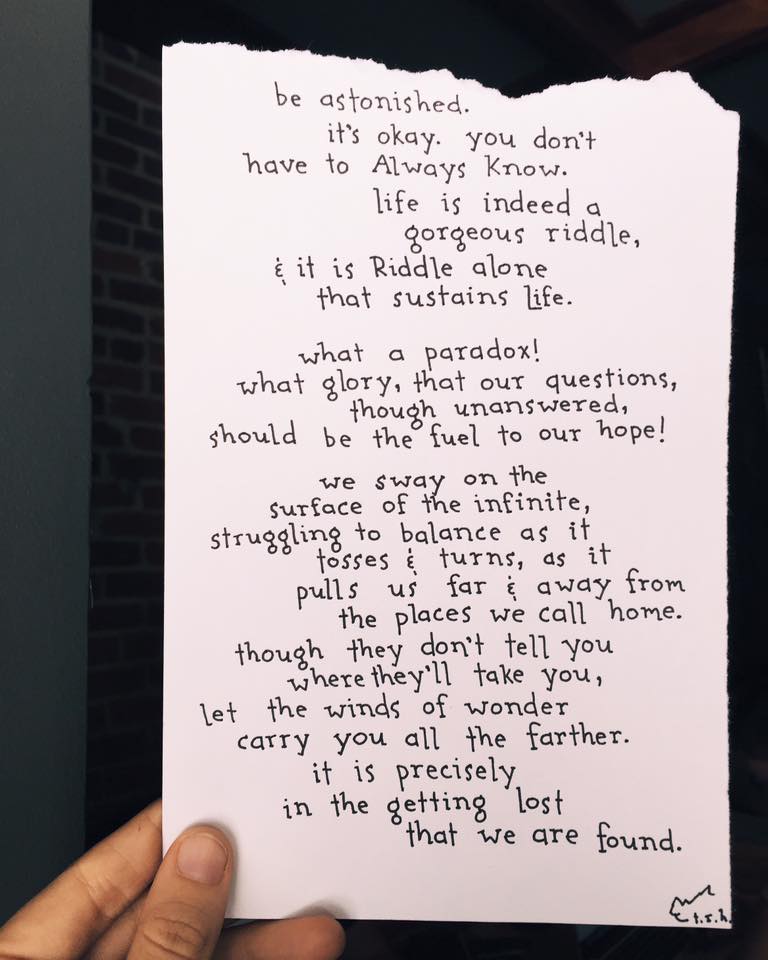 be astonished.
it's okay. you don't
have to Always Know.
life is indeed a
gorgeous riddle,
& it is Riddle alone
that sustains life.
what a paradox!
what glory, that our questions,
though unanswered,
should be the fuel to our hope!
we sway on the
surface of the infinite,
struggling to balance as it
tosses & turns, as it
pulls us far & away from
the places we call home.
though they don't tell you
where they'll take you,
let the winds of wonder
carry you all the farther.
it is precisely
in the getting lost
that we are found.
t.s.h.